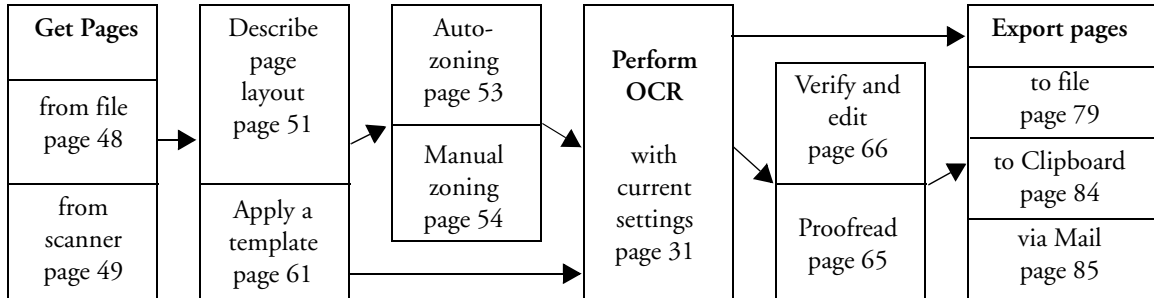 Get Pages
from file
page 48
from
scanner
page 49
Describe
page
layout
page 51
Apply a
template
page 61
Auto-
zoning
page 53
Manual
zoning
page 54
Perform
OCR
with
current
settings
page 31
Verify and
edit
page 66
Proofread
page 65
Export pages
to file
page 79
to Clipboard
page 84
via Mail
page 85